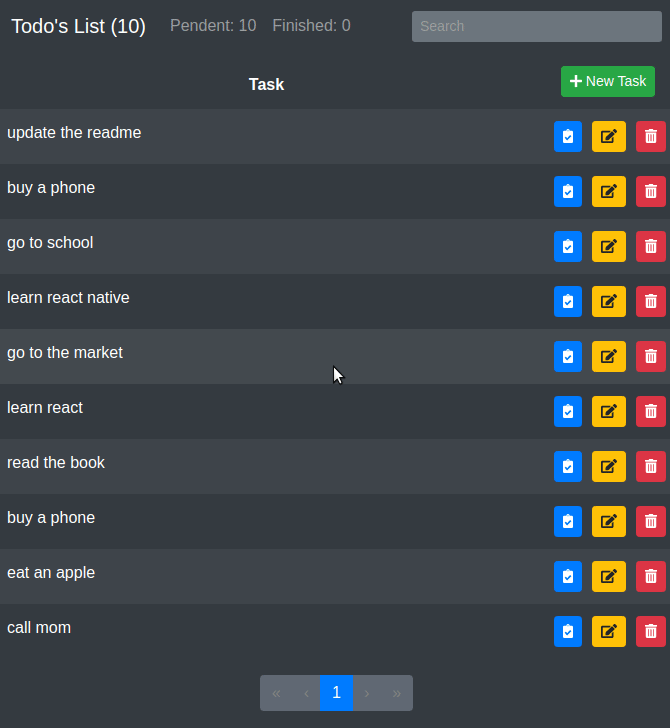 Todo's List (10) Pendent: 10 Finished: 0 Search
Task New Task
update the readme
buy a phone
go to school
learn react native
go to the market
learn react
read the book
buy a phone
eat an apple
call mom
« ‹ 1 › »